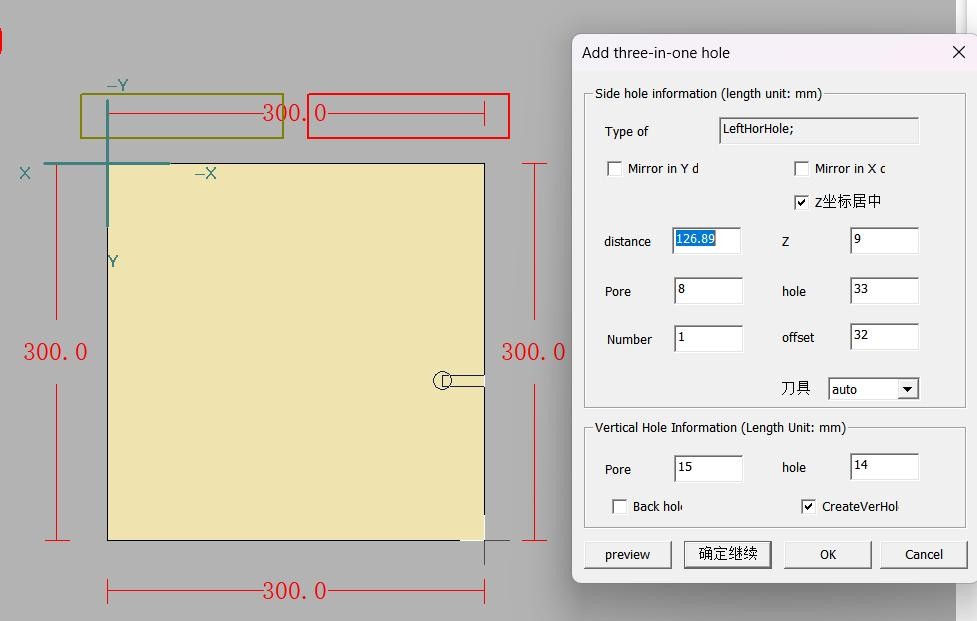 Add three-in-one hole
Side hole information (length unit: mm)
Type of LeftHorHole;
Mirror in Y d Mirror in X c
Z坐标居中
distance 126.89 Z 9
Pore 8 hole 33
Number 1 offset 32
刀具 auto
Vertical Hole Information (Length Unit: mm)
Pore 15 hole 14
Back hol CreateVerHol
preview 确定继续 OK Cancel
—Y
300.0
X —X
Y
300.0 300.0
300.0